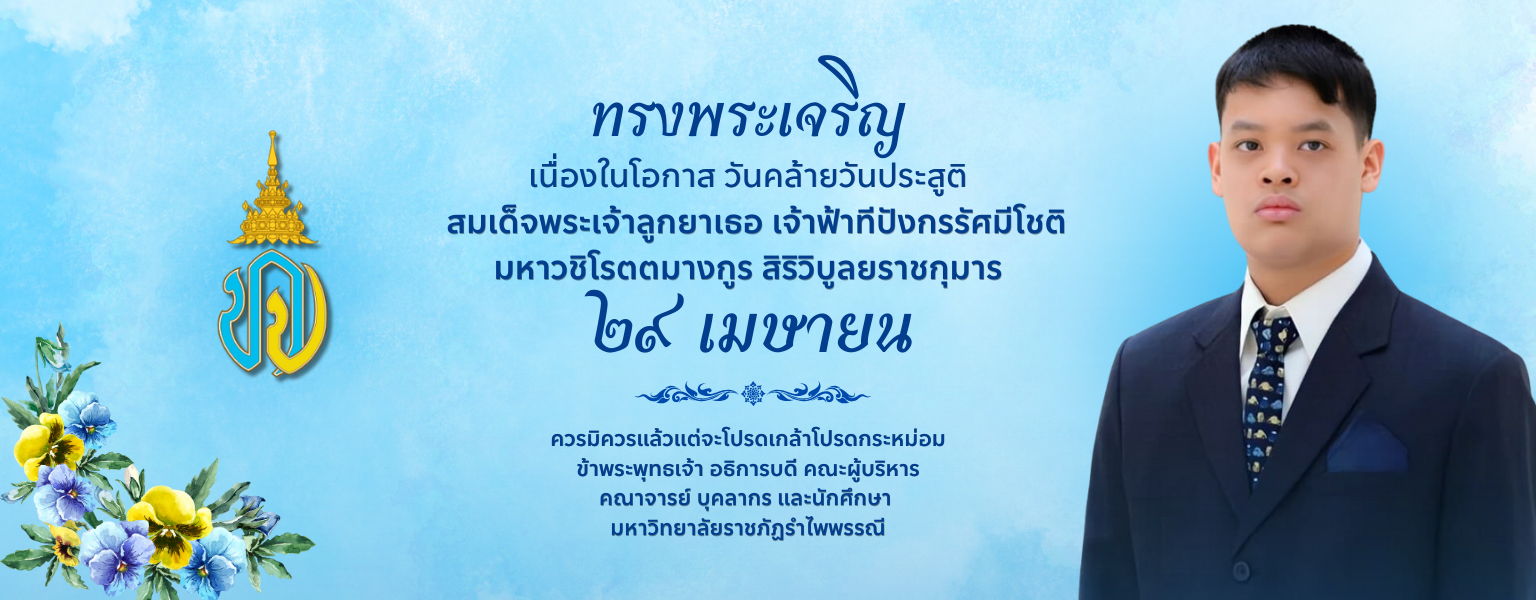 ทรงพระเจริญ
เนื่องในโอกาส วันคล้ายวันประสูติ
สมเด็จพระเจ้าลูกยาเธอ เจ้าฟ้าทีปังกรรัศมีโชติ
มหาวชิโรตตมางกูร สิริวิบูลยราชกุมาร
๒๙ เมษายน
ควรมิควรแล้วแต่จะโปรดเกล้าโปรดกระหม่อม
ข้าพระพุทธเจ้า อธิการบดี คณะผู้บริหาร
คณาจารย์ บุคลากร และนักศึกษา
มหาวิทยาลัยราชภัฏรำไพพรรณี